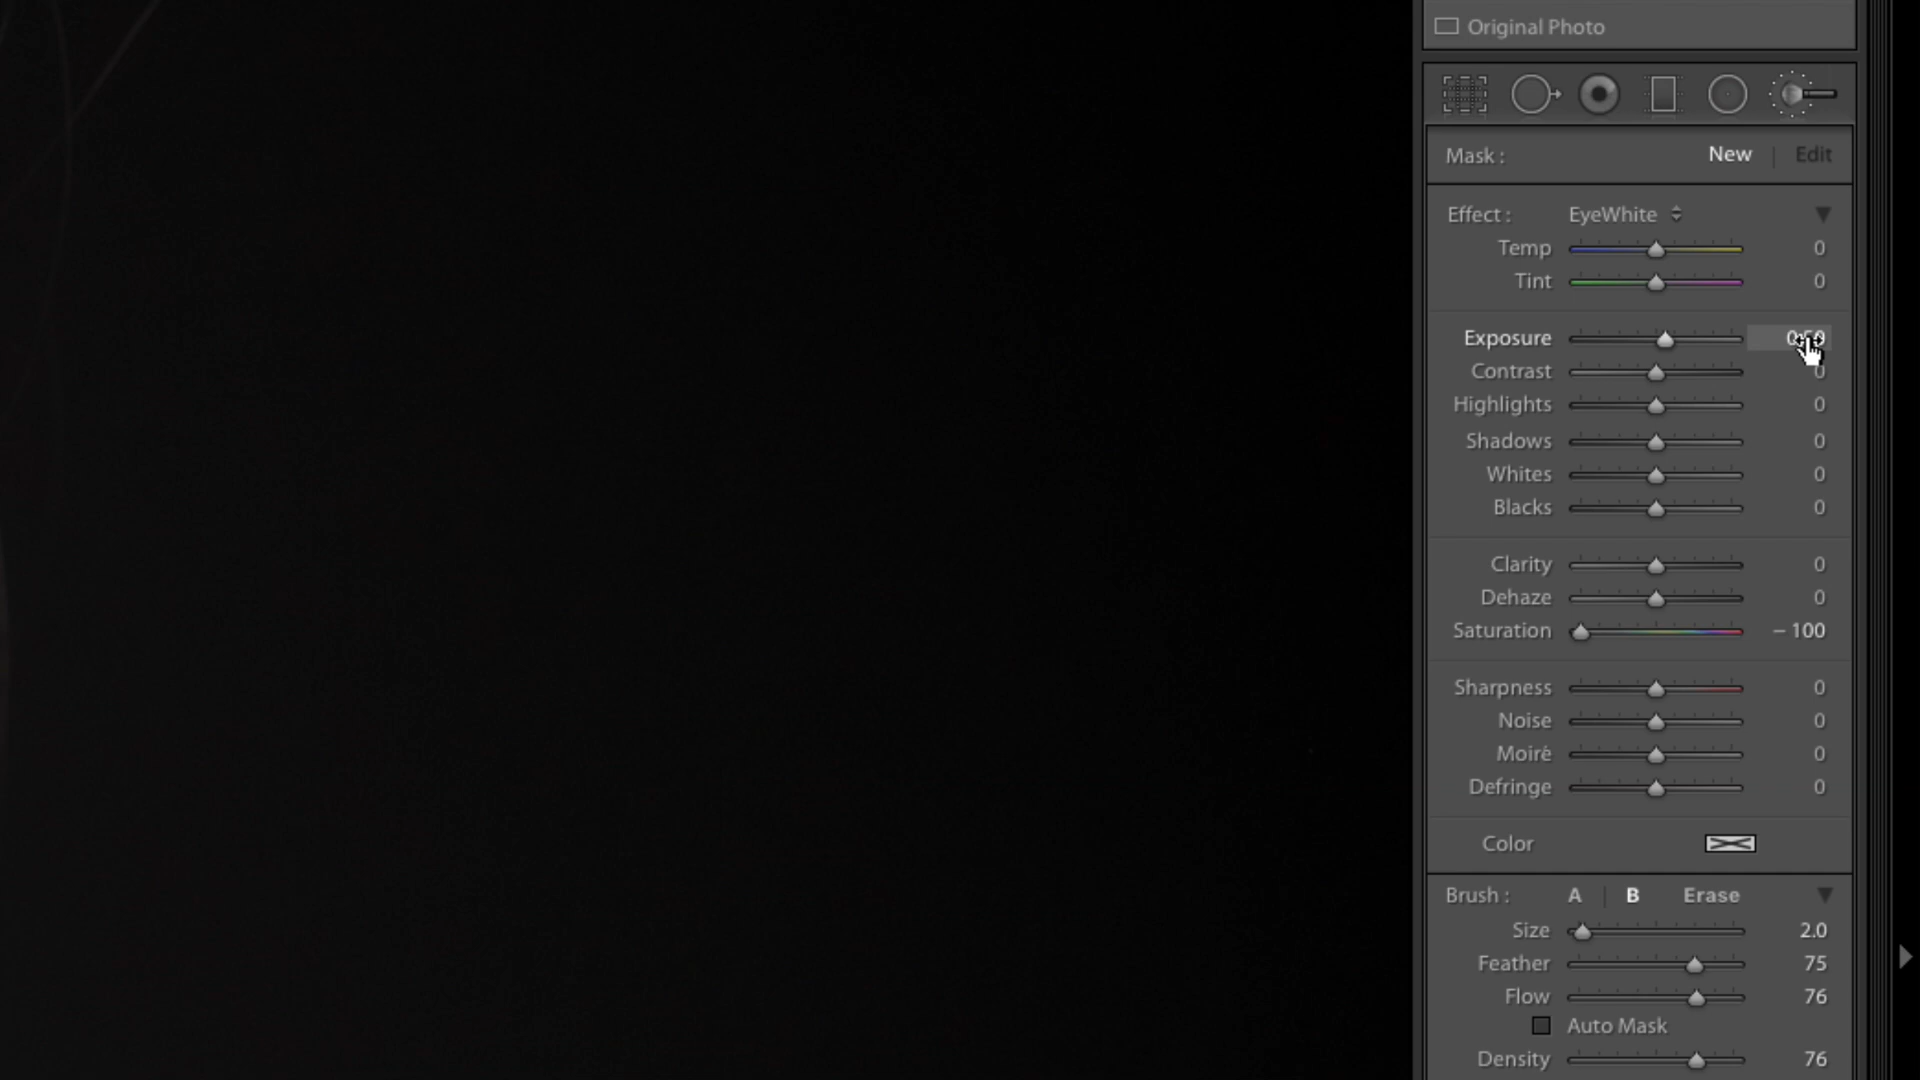 Original Photo
Mask : New | Edit
Effect : EyeWhite
Temp 0
Tint 0
Exposure
Contrast 0
Highlights 0
Shadows 0
Whites 0
Blacks 0
Clarity 0
Dehaze 0
Saturation – 100
Sharpness 0
Noise 0
Moiré 0
Defringe 0
Color
Brush : A | B Erase
Size 2.0
Feather 75
Flow 76
Auto Mask
Density 76